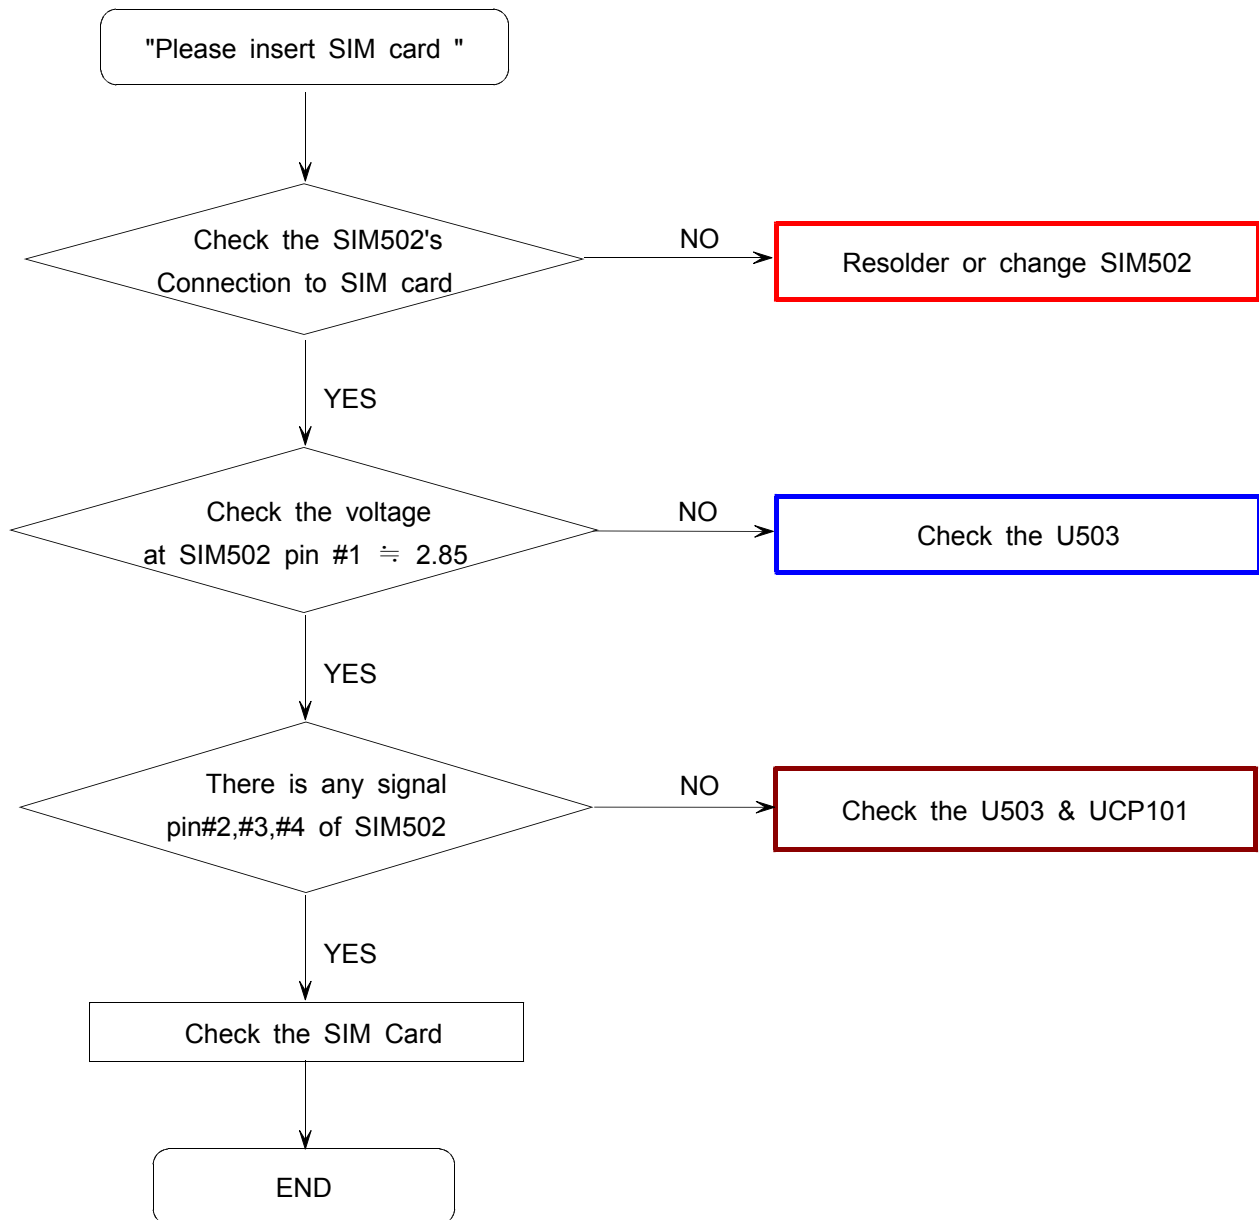 "Please insert SIM card "
Check the SIM502's
Connection to SIM card
NO
Resolder or change SIM502
YES
Check the voltage
at SIM502 pin #1 ≒ 2.85
NO
Check the U503
YES
There is any signal
pin#2,#3,#4 of SIM502
NO
Check the U503 & UCP101
YES
Check the SIM Card
END